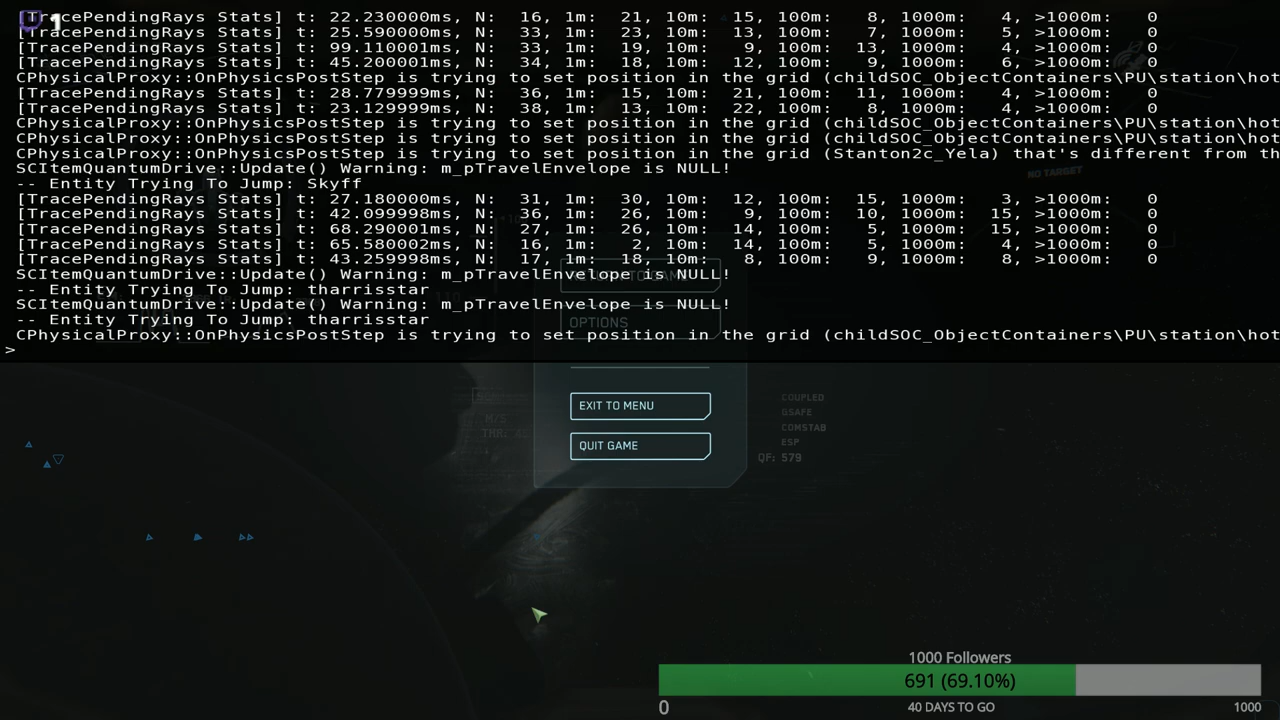 1
[TracePendingRays Stats] t: 22.230000ms, N: 16, 1m: 21, 10m: 15, 100m: 8, 1000m: 4, >1000m: 0
[TracePendingRays Stats] t: 25.590000ms, N: 33, 1m: 23, 10m: 13, 100m: 7, 1000m: 5, >1000m: 0
[TracePendingRays Stats] t: 99.110001ms, N: 33, 1m: 19, 10m: 9, 100m: 13, 1000m: 4, >1000m: 0
[TracePendingRays Stats] t: 45.200001ms, N: 34, 1m: 18, 10m: 12, 100m: 9, 1000m: 6, >1000m: 0
CPhysicalProxy::OnPhysicsPostStep is trying to set position in the grid (childSOC_ObjectContainers\PU\station\hot
[TracePendingRays Stats] t: 28.779999ms, N: 36, 1m: 15, 10m: 21, 100m: 11, 1000m: 4, >1000m: 0
[TracePendingRays Stats] t: 23.129999ms, N: 38, 1m: 13, 10m: 22, 100m: 8, 1000m: 4, >1000m: 0
CPhysicalProxy::OnPhysicsPostStep is trying to set position in the grid (childSOC_ObjectContainers\PU\station\hot
CPhysicalProxy::OnPhysicsPostStep is trying to set position in the grid (childSOC_ObjectContainers\PU\station\hot
CPhysicalProxy::OnPhysicsPostStep is trying to set position in the grid (Stanton2c_Yela) that's different from th
SCItemQuantumDrive::Update() Warning: m_pTravelEnvelope is NULL!
NO TARGET
-- Entity Trying To Jump: Skyff
[TracePendingRays Stats] t: 27.180000ms, N: 31, 1m: 30, 10m: 12, 100m: 15, 1000m: 3, >1000m: 0
[TracePendingRays Stats] t: 42.099998ms, N: 36, 1m: 26, 10m: 9, 100m: 10, 1000m: 15, >1000m: 0
[TracePendingRays Stats] t: 68.290001ms, N: 27, 1m: 26, 10m: 14, 100m: 5, 1000m: 15, >1000m: 0
[TracePendingRays Stats] t: 65.580002ms, N: 16, 1m: 2, 10m: 14, 100m: 5, 1000m: 4, >1000m: 0
[TracePendingRays Stats] t: 43.259998ms, N: 17, 1m: 18, 10m: 8, 100m: 9, 1000m: 8, >1000m: 0
SCItemQuantumDrive::Update() Warning: m_pTravelEnvelope is NULL!
RETURN TO GAME
-- Entity Trying To Jump: tharrisstar
SCItemQuantumDrive::Update() Warning: m_pTravelEnvelope is NULL!
-- Entity Trying To Jump: tharrisstar
OPTIONS
CPhysicalProxy::OnPhysicsPostStep is trying to set position in the grid (childSOC_ObjectContainers\PU\station\hot
>
EXIT TO MENU
QUIT GAME
COUPLED
GSAFE
COMSTAB
ESP
QF: 579
M/S
1000 Followers
691 (69.10%)
0
40 DAYS TO GO
1000